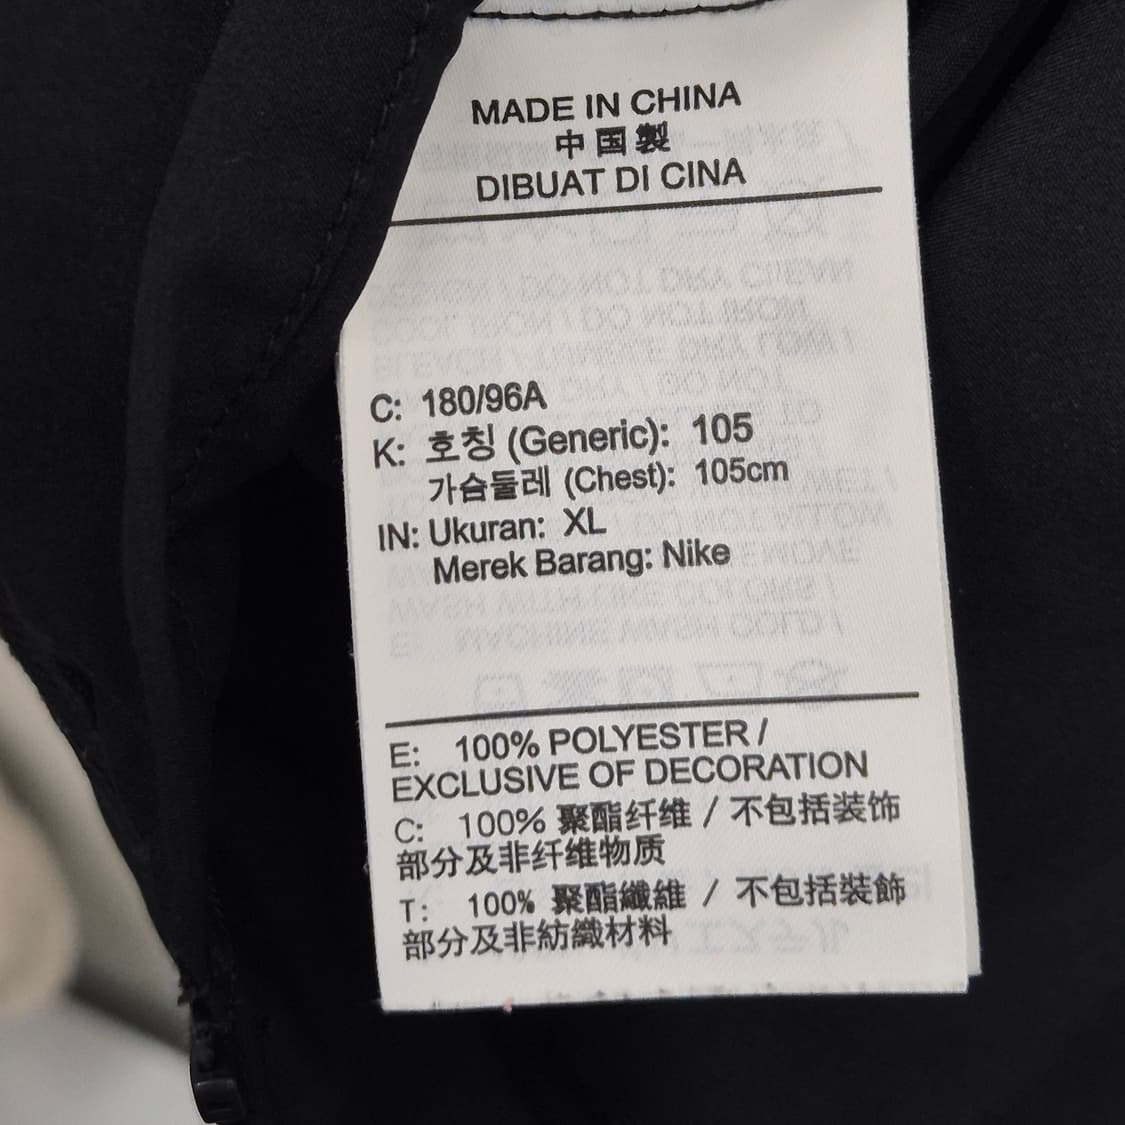 MADE IN CHINA
中国製
DIBUAT DI CINA
C: 180/96A
K: 호칭 (Generic): 105
가슴둘레 (Chest): 105cm
IN: Ukuran: XL
Merek Barang: Nike
E: 100% POLYESTER /
EXCLUSIVE OF DECORATION
C: 100% 聚酯纤维 / 不包括装饰
部分及非纤维物质
T: 100% 聚酯纖維 / 不包括裝飾
部分及非紡織材料